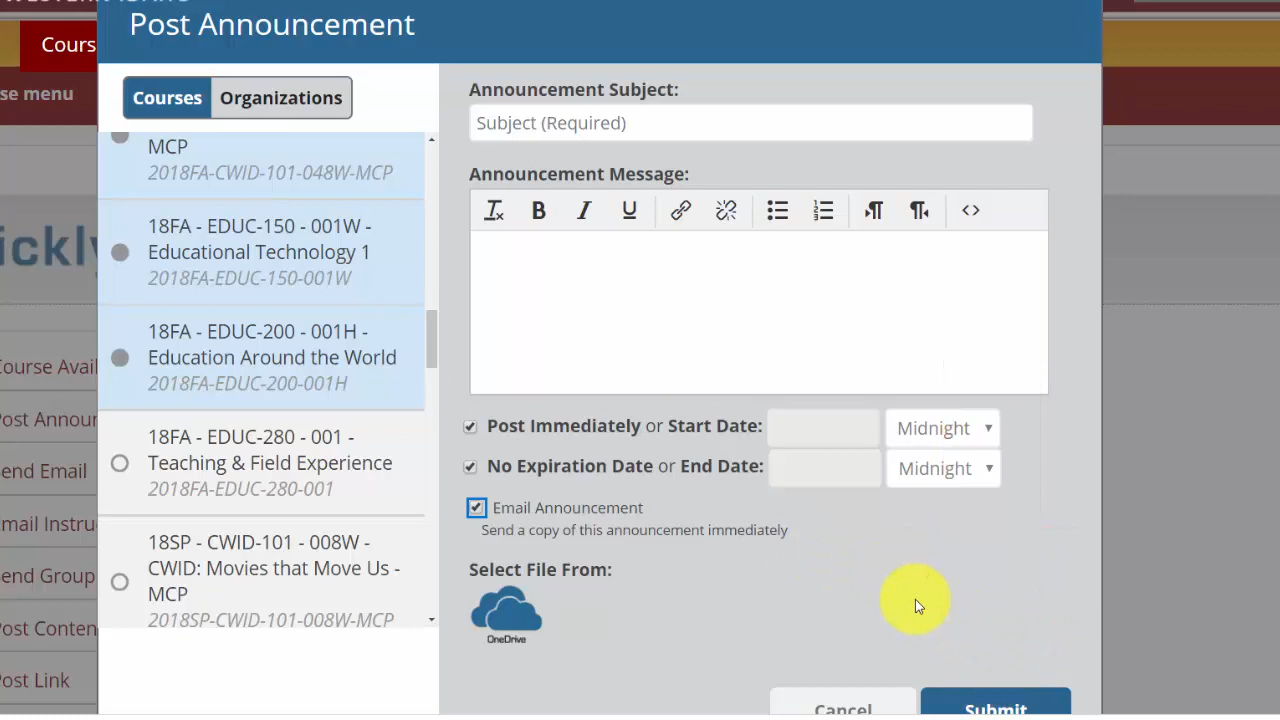 Post Announcement
Cours
se menu
ickly
Course Avail
Post Announ
end Email
mail Instru
end Group
ost Conten
ost Link
Courses
Organizations
MCP
2018FA-CWID-101-048W-MCP
18FA - EDUC-150 - 001W -
Educational Technology 1
2018FA-EDUC-150-001W
18FA - EDUC-200 - 001H -
Education Around the World
2018FA-EDUC-200-001H
18FA - EDUC-280 - 001 -
Teaching & Field Experience
2018FA-EDUC-280-001
18SP - CWID-101 - 008W -
CWID: Movies that Move Us -
MCP
2018SP-CWID-101-008W-MCP
Announcement Subject:
Subject (Required)
Announcement Message:
B I U
Post Immediately or Start Date: Midnight
No Expiration Date or End Date: Midnight
Email Announcement
Send a copy of this announcement immediately
Select File From:
OneDrive
Cancel
Submit